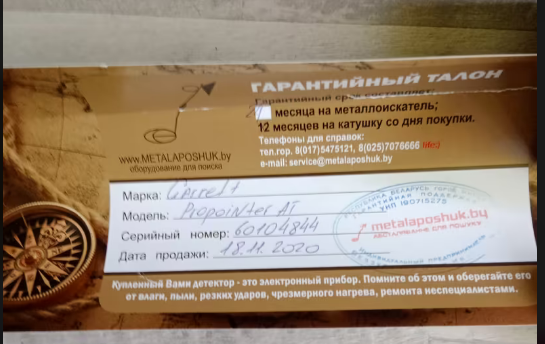 ГАРАНТИЙНЫЙ ТАЛОН
Гарантийный срок составляет:
месяца на металлоискатель;
12 месяцев на катушку со дня покупки.
Телефоны для справок:
тел.гор. 8(017)5475121, 8(025)7076666 life:)
e-mail: service@metalaposhuk.by
www.METALAPOSHUK.by
оборудование для поиска
Марка: Garrett
Модель: Propointer AT
Серийный номер: 60104844
Дата продажи: 18.11.2020
УНП 190715275
metalaposhuk.by
Купленный Вами детектор - это электронный прибор. Помните об этом и оберегайте его
от влаги, пыли, резких ударов, чрезмерного нагрева, ремонта неспециалистами.